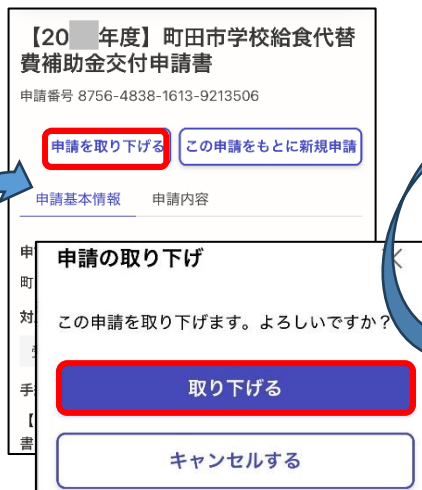 【20 年度】町田市学校給食代替
費補助金交付申請書
申請番号 8756-4838-1613-9213506
申請を取り下げる この申請をもとに新規申請
申請基本情報 申請内容
申
町
対
手
【
書
申請の取り下げ
この申請を取り下げます。よろしいですか？
取り下げる
キャンセルする